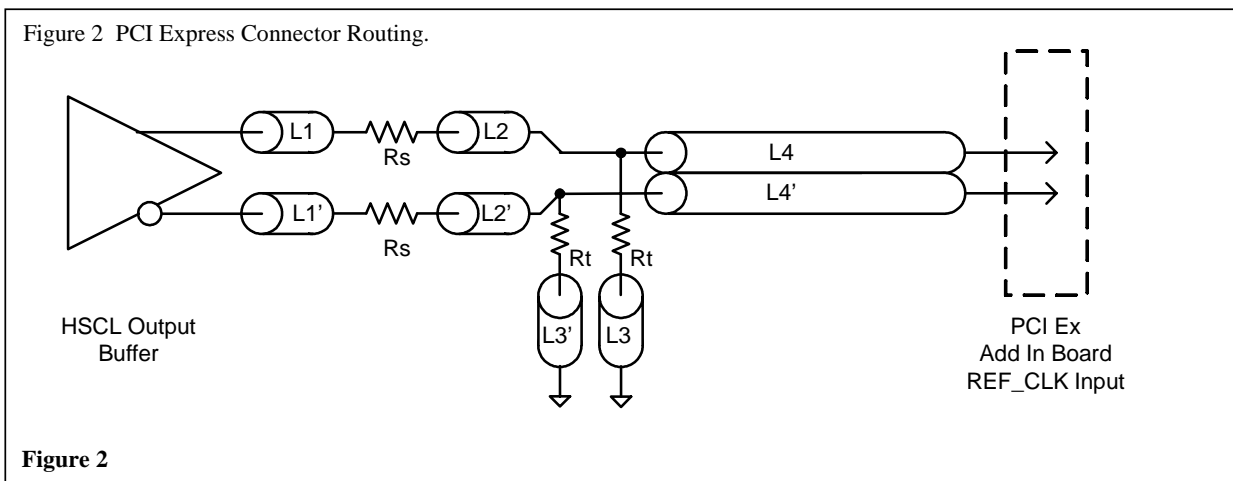 Figure 2  PCI Express Connector Routing.
L1
Rs
L2
L4
L1'
Rs
L2'
L4'
Rt
Rt
L3'
L3
HSCL Output
Buffer
PCI Ex
Add In Board
REF_CLK Input
Figure 2